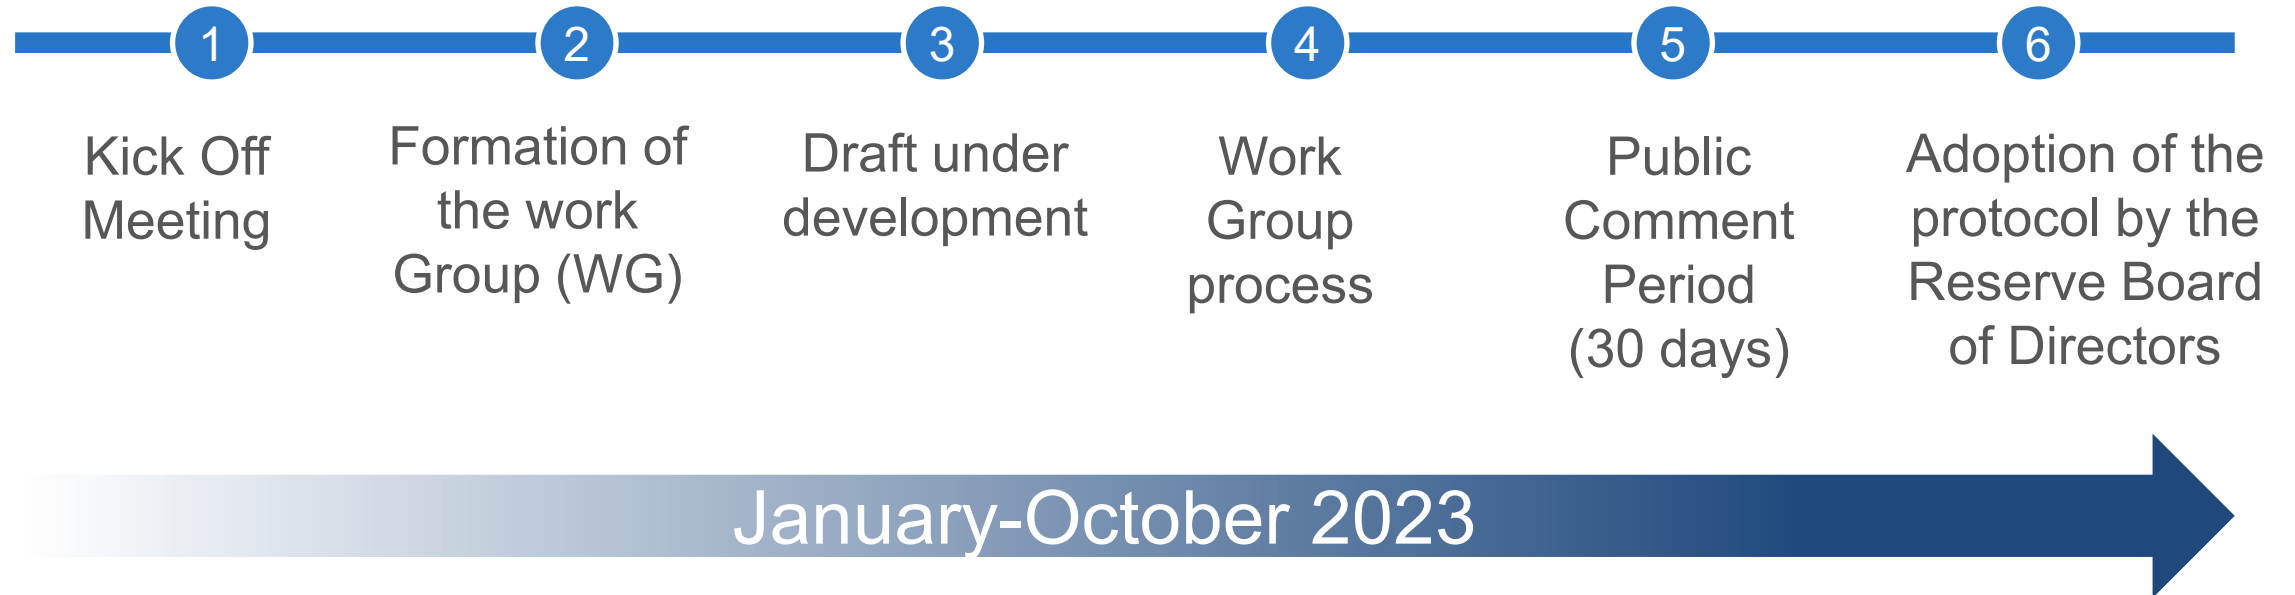 1
Kick Off
Meeting
2
Formation of
the work
Group (WG)
3
Draft under
development
4
Work
Group
process
5
Public
Comment
Period
(30 days)
6
Adoption of the
protocol by the
Reserve Board
of Directors
January-October 2023